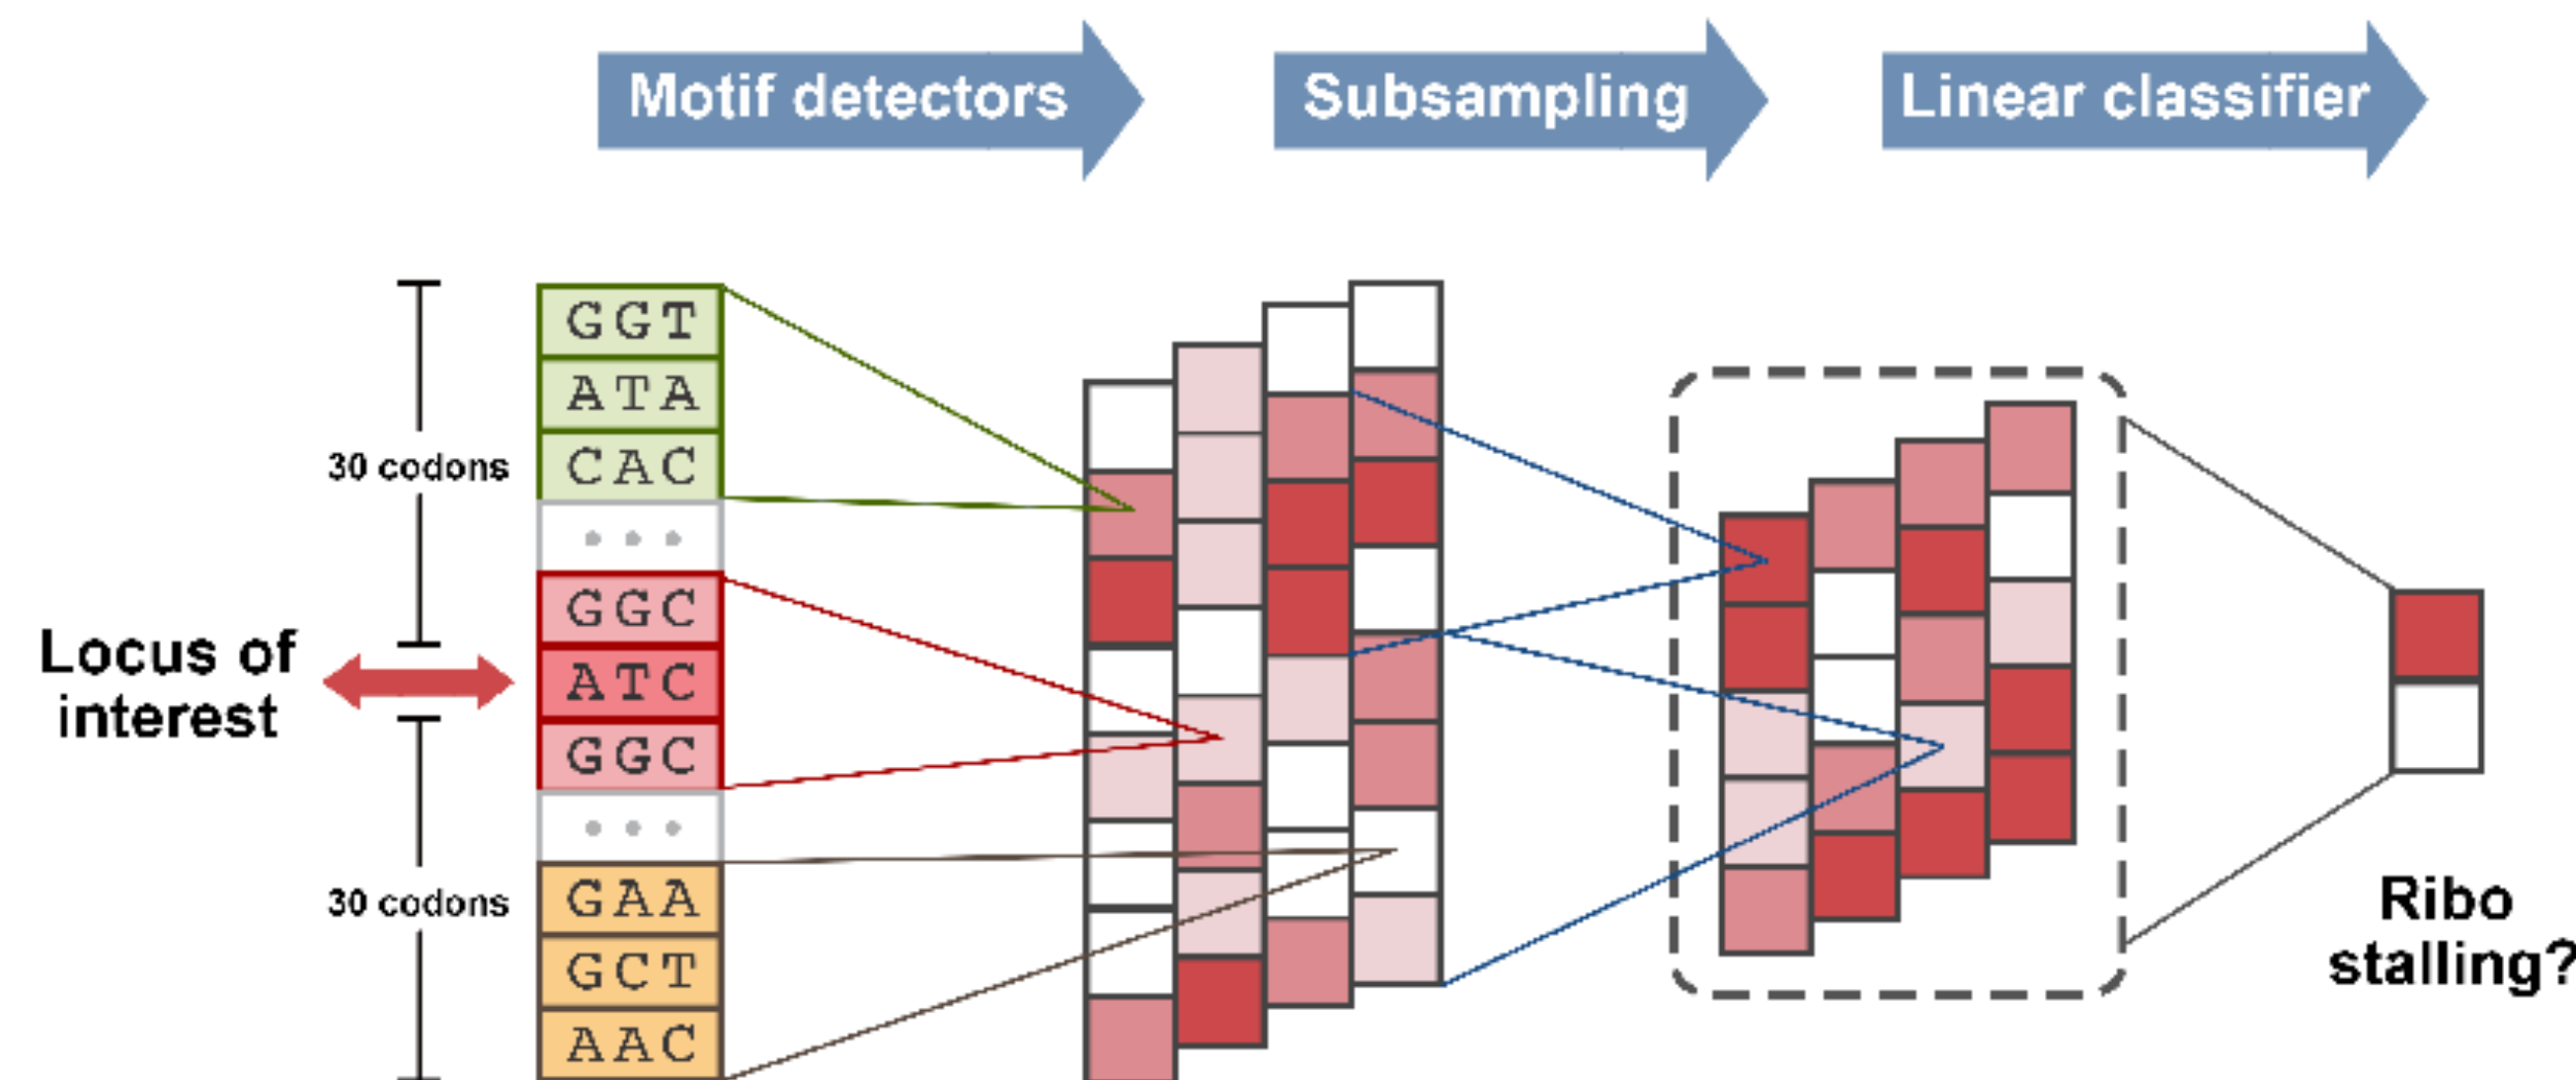 Motif detectors
Subsampling
Linear classifier
GGT
ATA
CAC
30 codons
...
GGC
Locus of
interest
ATC
GGC
...
GAA
30 codons
GCT
AAC
Ribo
stalling?